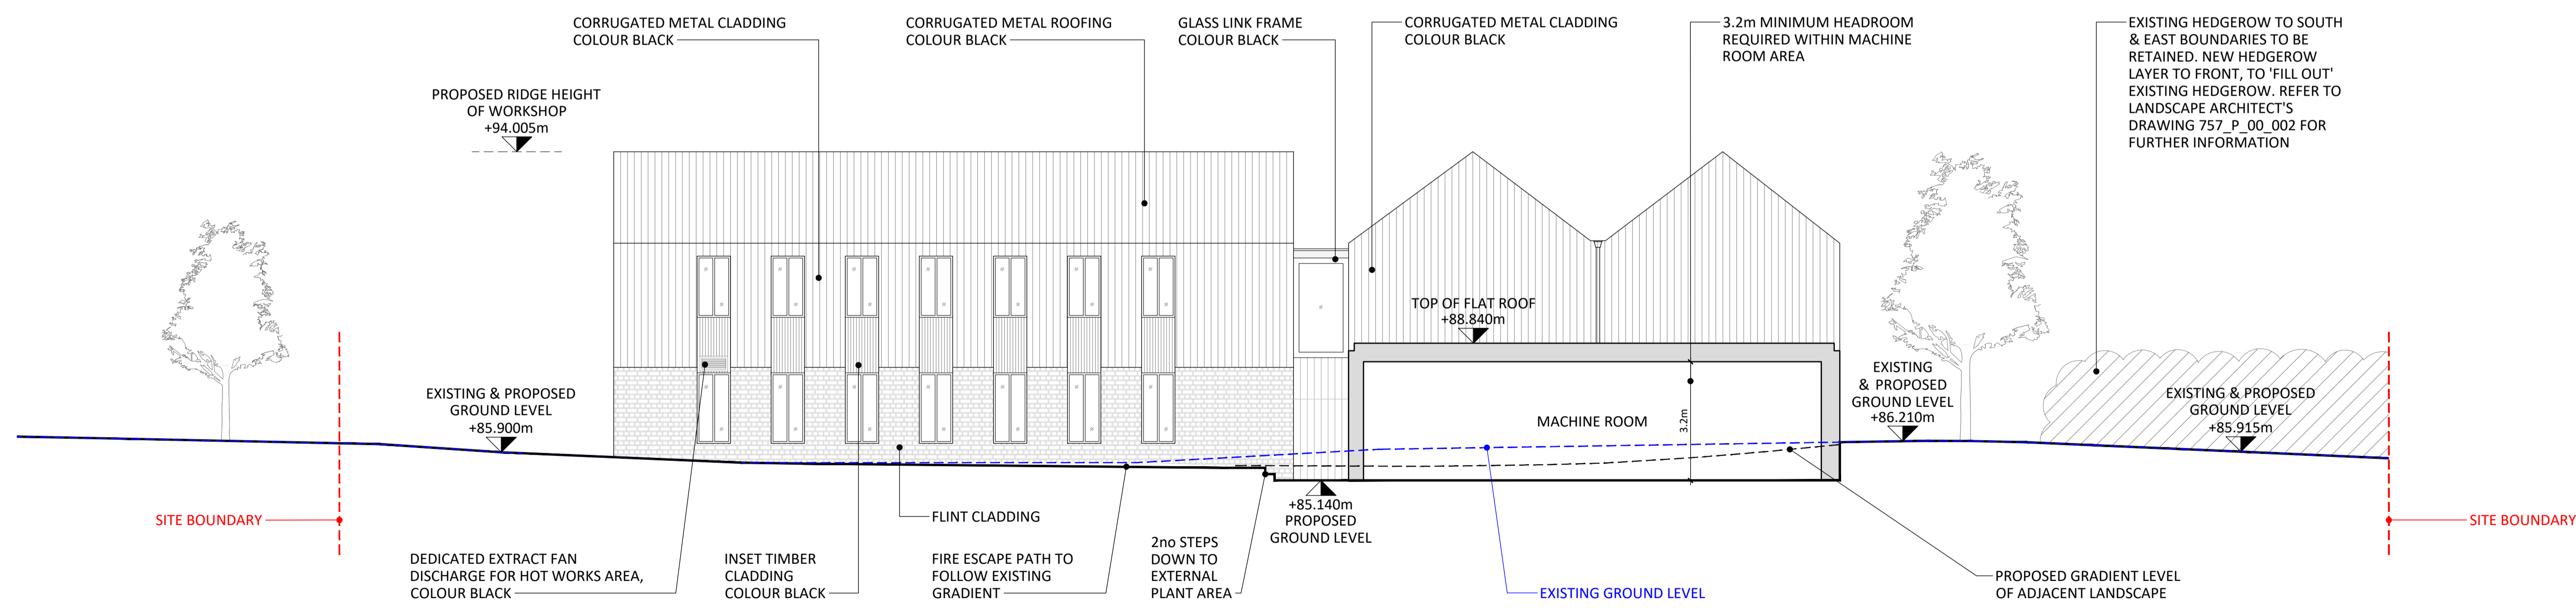 CORRUGATED METAL CLADDING
COLOUR BLACK
CORRUGATED METAL ROOFING
COLOUR BLACK
GLASS LINK FRAME
COLOUR BLACK
CORRUGATED METAL CLADDING
COLOUR BLACK
3.2m MINIMUM HEADROOM
REQUIRED WITHIN MACHINE
ROOM AREA
EXISTING HEDGEROW TO SOUTH
& EAST BOUNDARIES TO BE
RETAINED. NEW HEDGEROW
LAYER TO FRONT, TO 'FILL OUT'
EXISTING HEDGEROW. REFER TO
LANDSCAPE ARCHITECT'S
DRAWING 757_P_00_002 FOR
FURTHER INFORMATION
PROPOSED RIDGE HEIGHT
OF WORKSHOP
+94.005m
TOP OF FLAT ROOF
+88.840m
EXISTING & PROPOSED
GROUND LEVEL
+85.900m
MACHINE ROOM
3.2m
EXISTING
& PROPOSED
GROUND LEVEL
+86.210m
EXISTING & PROPOSED
GROUND LEVEL
+85.915m
SITE BOUNDARY
FLINT CLADDING
+85.140m
PROPOSED
GROUND LEVEL
SITE BOUNDARY
DEDICATED EXTRACT FAN
DISCHARGE FOR HOT WORKS AREA,
COLOUR BLACK
INSET TIMBER
CLADDING
COLOUR BLACK
FIRE ESCAPE PATH TO
FOLLOW EXISTING
GRADIENT
2no STEPS
DOWN TO
EXTERNAL
PLANT AREA
EXISTING GROUND LEVEL
PROPOSED GRADIENT LEVEL
OF ADJACENT LANDSCAPE